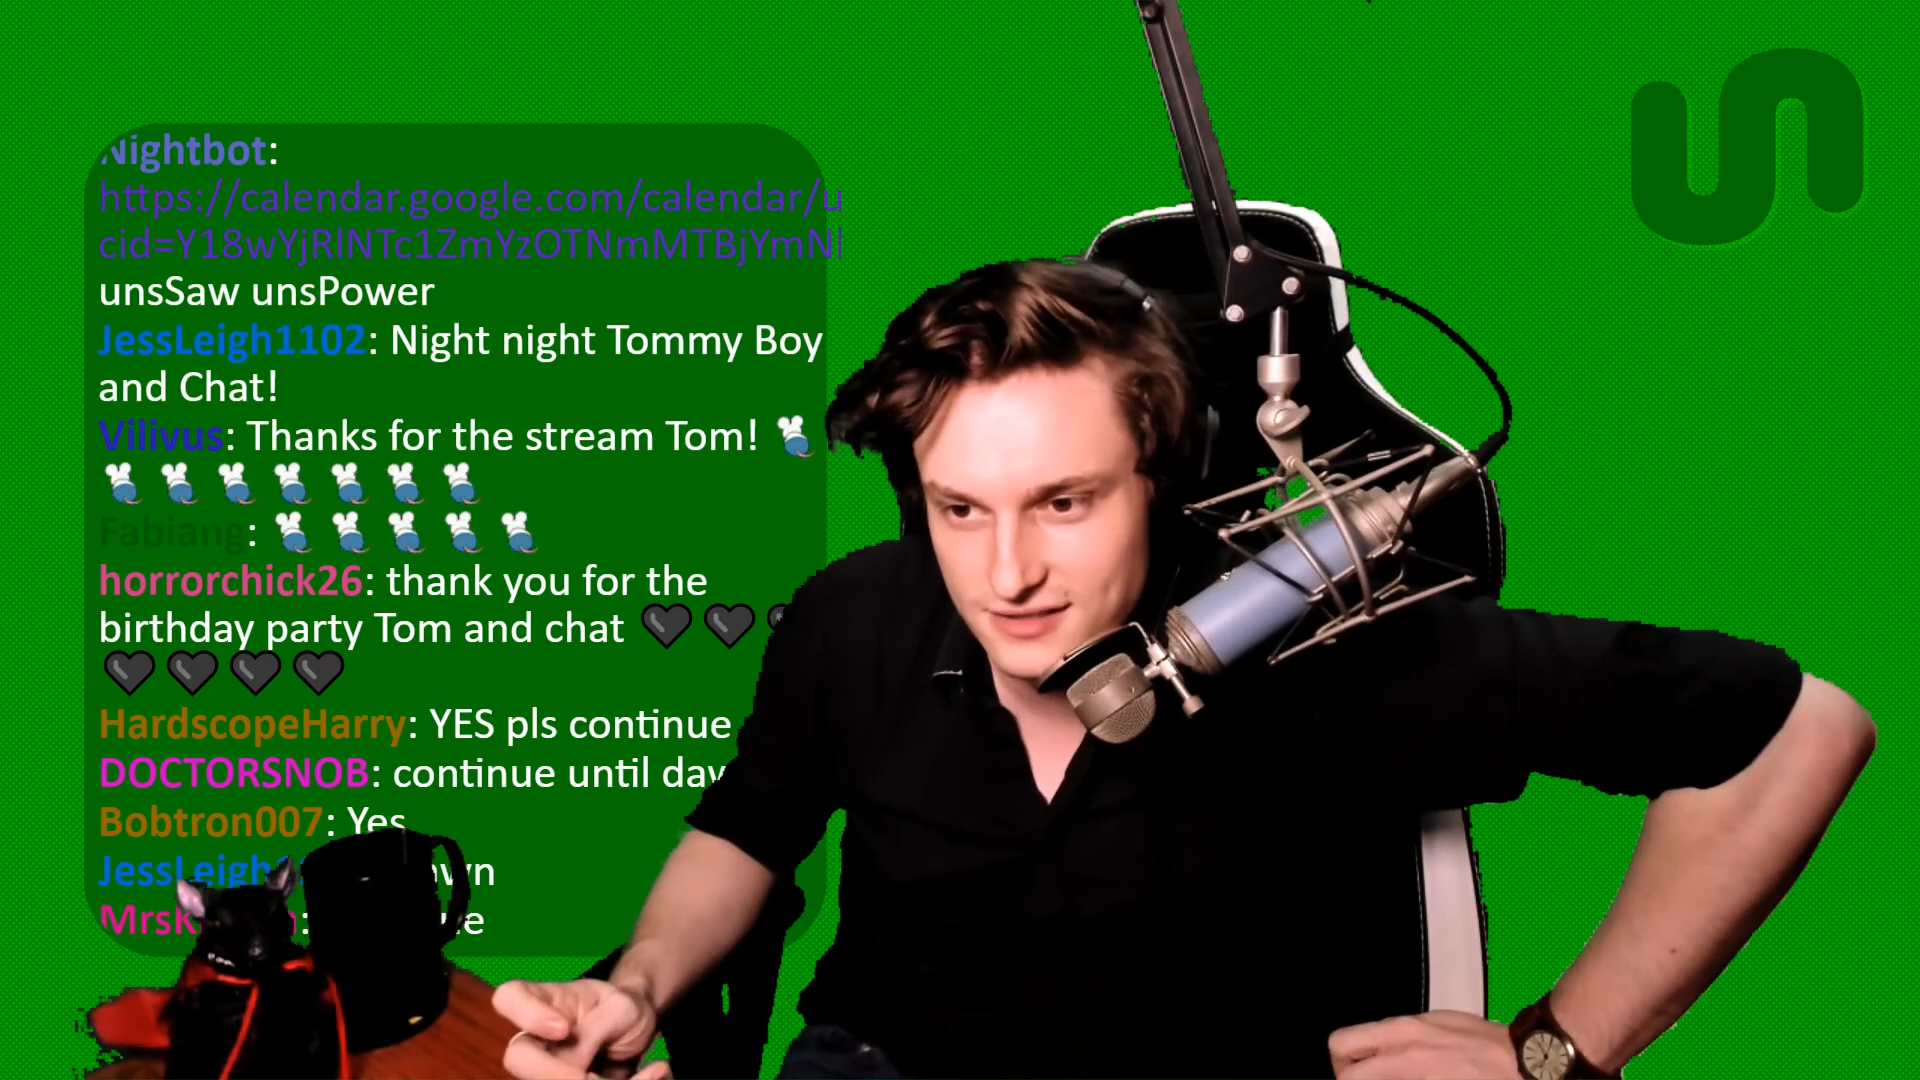 Nightbot:
https://calendar.google.com/calendar/u
cid=Y18wYjRlNTc1ZmYzOTNmMTBjYmNl
unsSaw unsPower
JessLeigh1102: Night night Tommy Boy
and Chat!
Vilivus: Thanks for the stream Tom!
Fabiang:
horrorchick26: thank you for the
birthday party Tom and chat
HardscopeHarry: YES pls continue
DOCTORSNOB: continue until
Bobtron007: Yes